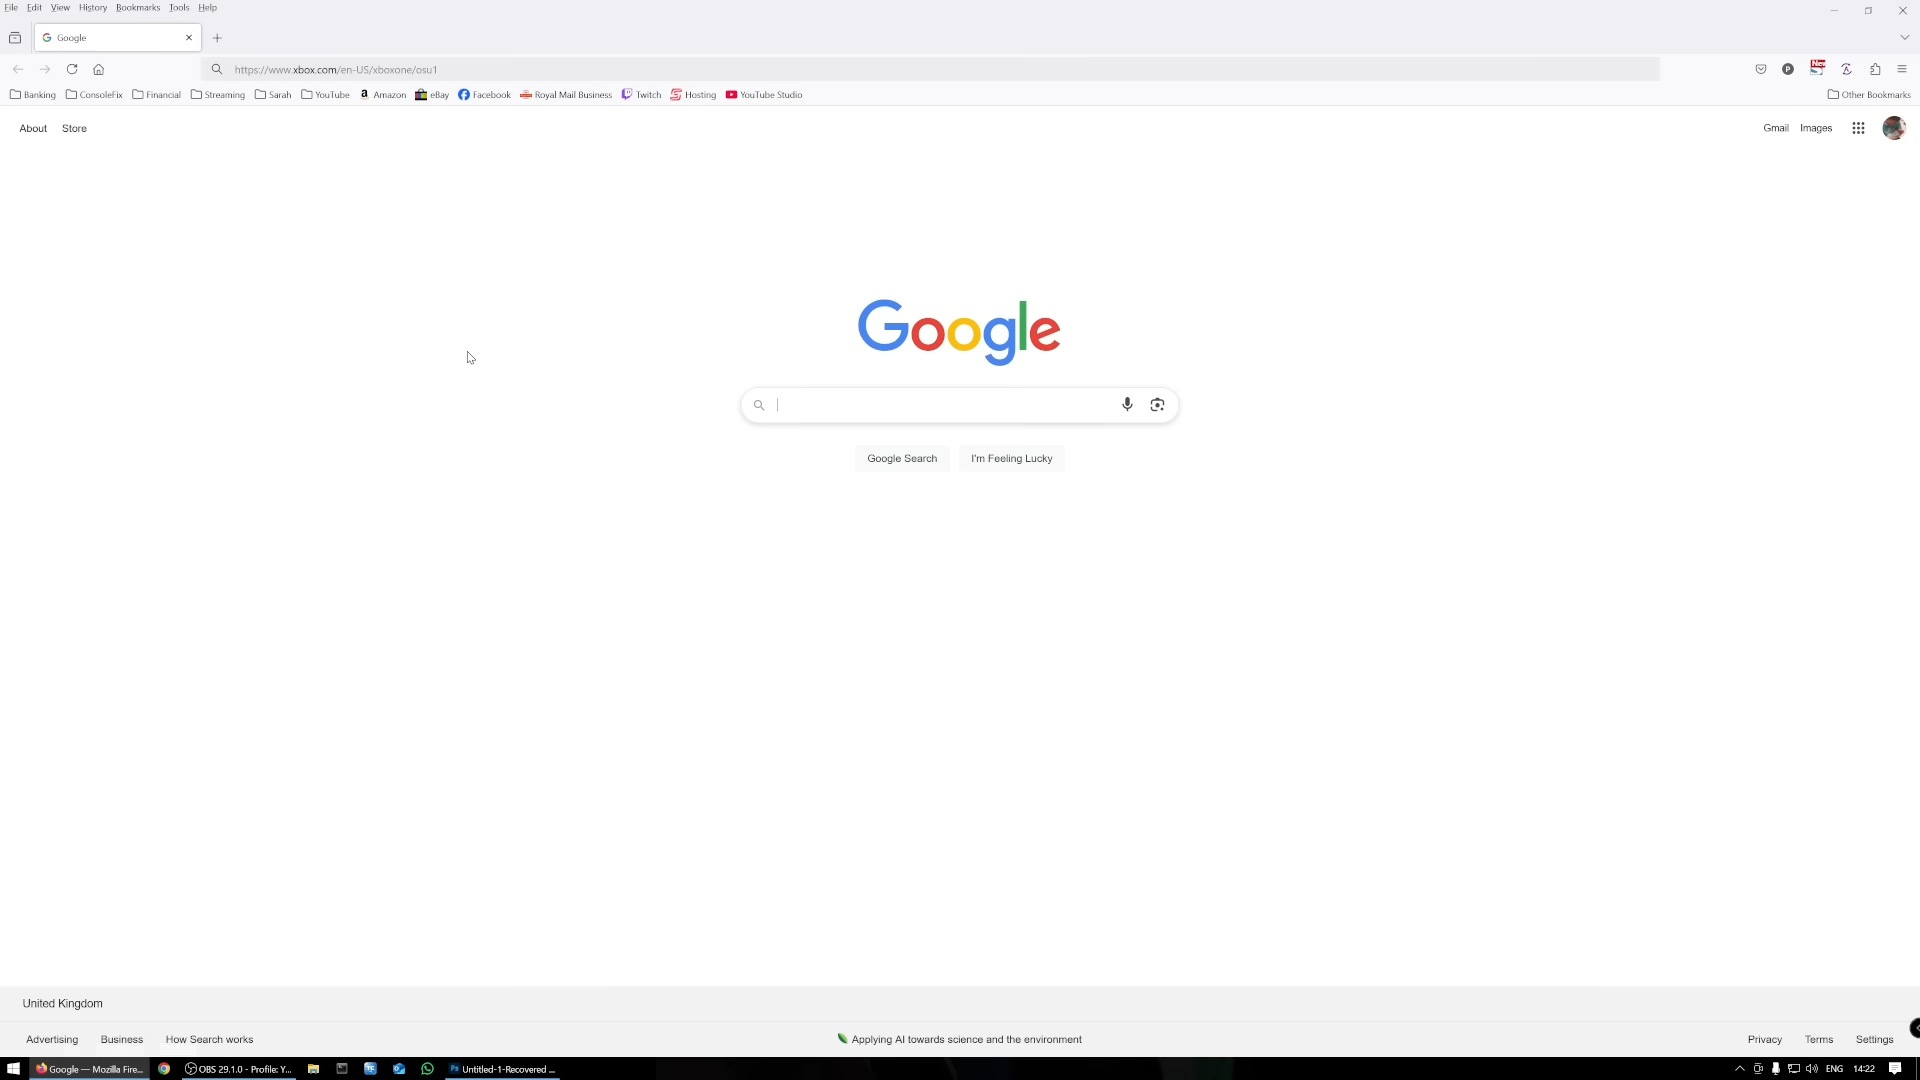 File Edit View History Bookmarks Tools Help
Google
https://www.xbox.com/en-US/xboxone/osu1
New
Banking ConsoleFix Financial Streaming Sarah YouTube Amazon eBay Facebook Royal Mail Business Twitch Hosting YouTube Studio Other Bookmarks
About Store Gmail Images
Google
Google Search I'm Feeling Lucky
United Kingdom
Advertising Business How Search works Applying AI towards science and the environment Privacy Terms Settings
Google — Mozilla Fire... OBS 29.1.0 - Profile: Y... Untitled-1-Recovered ... ENG 14:22